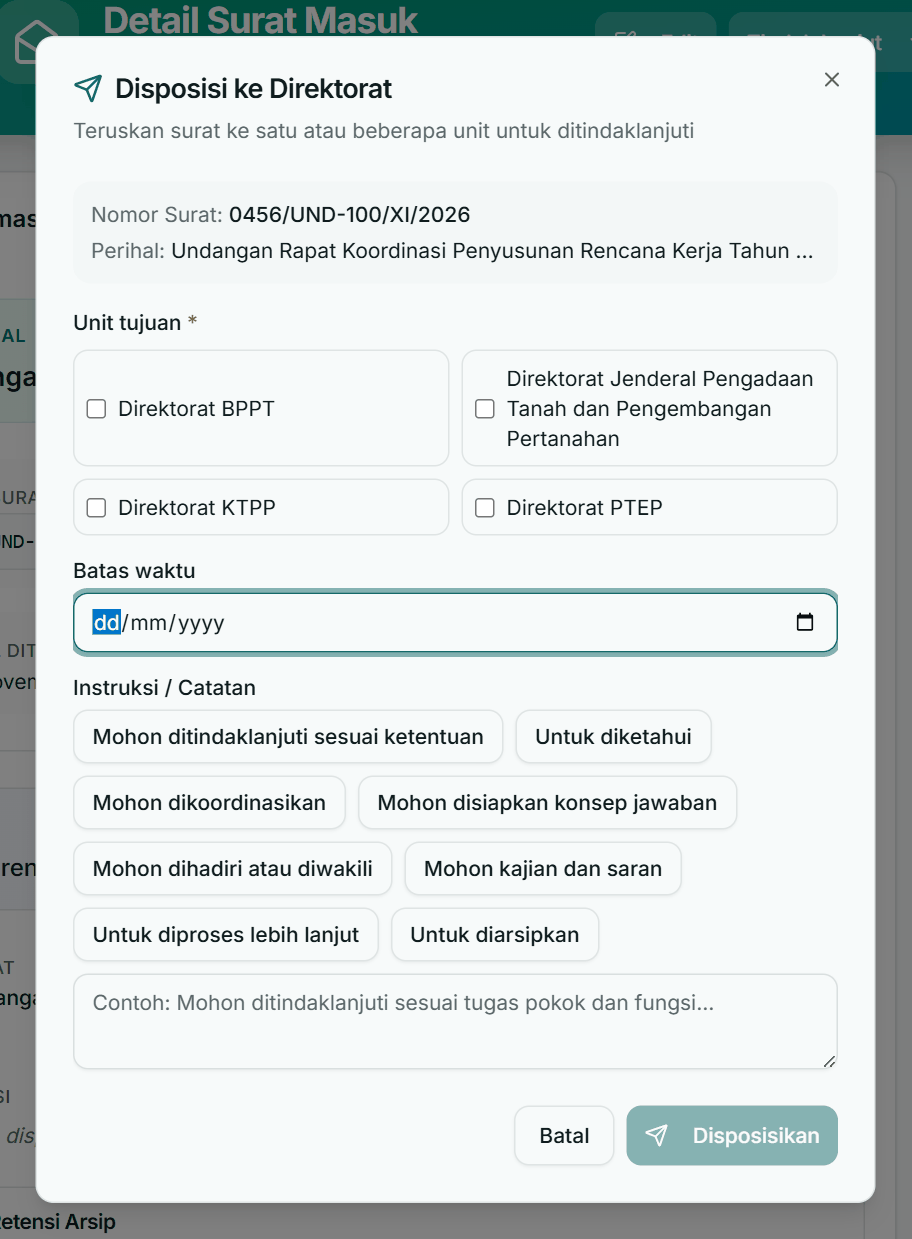 Detail Surat Masuk
Disposisi ke Direktorat
Teruskan surat ke satu atau beberapa unit untuk ditindaklanjuti
Nomor Surat: 0456/UND-100/XI/2026
Perihal: Undangan Rapat Koordinasi Penyusunan Rencana Kerja Tahun ...
Unit tujuan *
Direktorat BPPT
Direktorat Jenderal Pengadaan
Tanah dan Pengembangan
Pertanahan
Direktorat KTPP
Direktorat PTEP
Batas waktu
dd/mm/yyyy
Instruksi / Catatan
Mohon ditindaklanjuti sesuai ketentuan
Untuk diketahui
Mohon dikoordinasikan
Mohon disiapkan konsep jawaban
Mohon dihadiri atau diwakili
Mohon kajian dan saran
Untuk diproses lebih lanjut
Untuk diarsipkan
Contoh: Mohon ditindaklanjuti sesuai tugas pokok dan fungsi...
Batal
Disposisikan
etensi Arsip